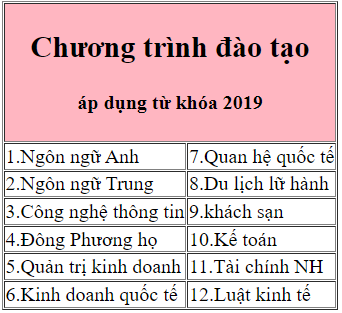 Chương trình đào tạo
áp dụng từ khóa 2019
1.Ngôn ngữ Anh
7.Quan hệ quốc tế
2.Ngôn ngữ Trung
8.Du lịch lữ hành
3.Công nghệ thông tin
9.khách sạn
4.Đông Phương họ
10.Kế toán
5.Quản trị kinh doanh
11.Tài chính NH
6.Kinh doanh quốc tế
12.Luật kinh tế